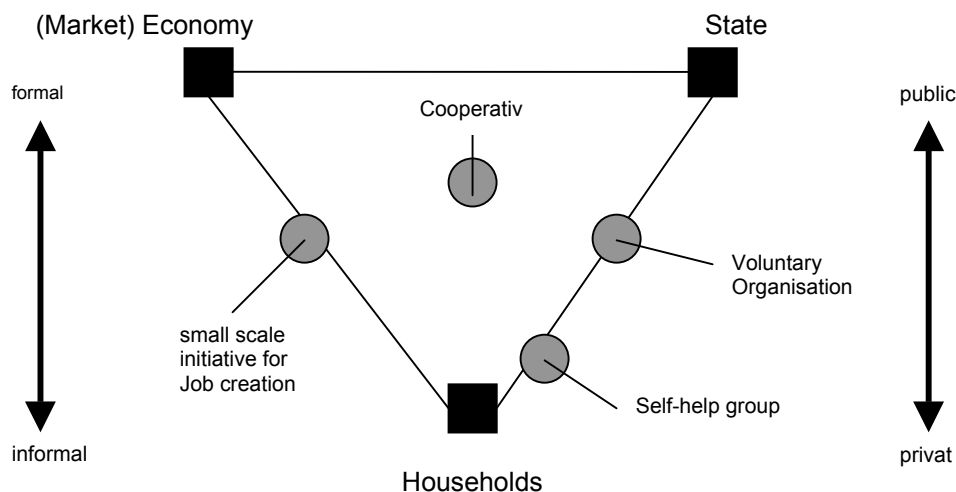 (Market) Economy
State
formal
public
Cooperativ
Voluntary
Organisation
small scale
initiative for
Job creation
Self-help group
informal
privat
Households